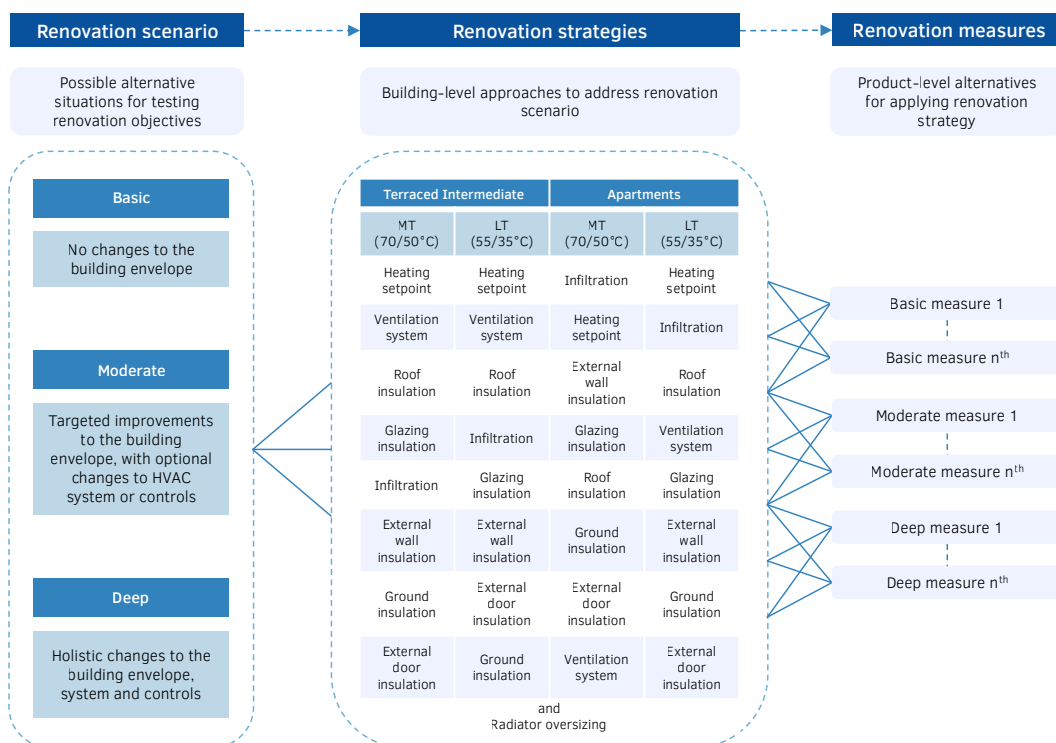 Renovation scenario
Renovation strategies
Renovation measures
Possible alternative
situations for testing
renovation objectives
Building-level approaches to address renovation
scenario
Product-level alternatives
for applying renovation
strategy
Basic
No changes to the
building envelope
Moderate
Targeted improvements
to the building
envelope, with optional
changes to HVAC
system or controls
Deep
Holistic changes to the
building envelope,
system and controls
Terraced Intermediate
Apartments
MT
(70/50°C)
LT
(55/35°C)
MT
(70/50°C)
LT
(55/35°C)
Heating
setpoint
Heating
setpoint
Infiltration
Heating
setpoint
Ventilation
system
Ventilation
system
Heating
setpoint
Infiltration
Roof
insulation
Roof
insulation
External
wall
insulation
Roof
insulation
Glazing
insulation
Infiltration
Glazing
insulation
Ventilation
system
Infiltration
Glazing
insulation
Roof
insulation
Glazing
insulation
External
wall
insulation
External
wall
insulation
Ground
insulation
External
wall
insulation
Ground
insulation
External
door
insulation
External
door
insulation
Ground
insulation
External
door
insulation
Ground
insulation
Ventilation
system
External
door
insulation
and
Radiator oversizing
Basic measure 1
Basic measure nth
Moderate measure 1
Moderate measure nth
Deep measure 1
Deep measure nth